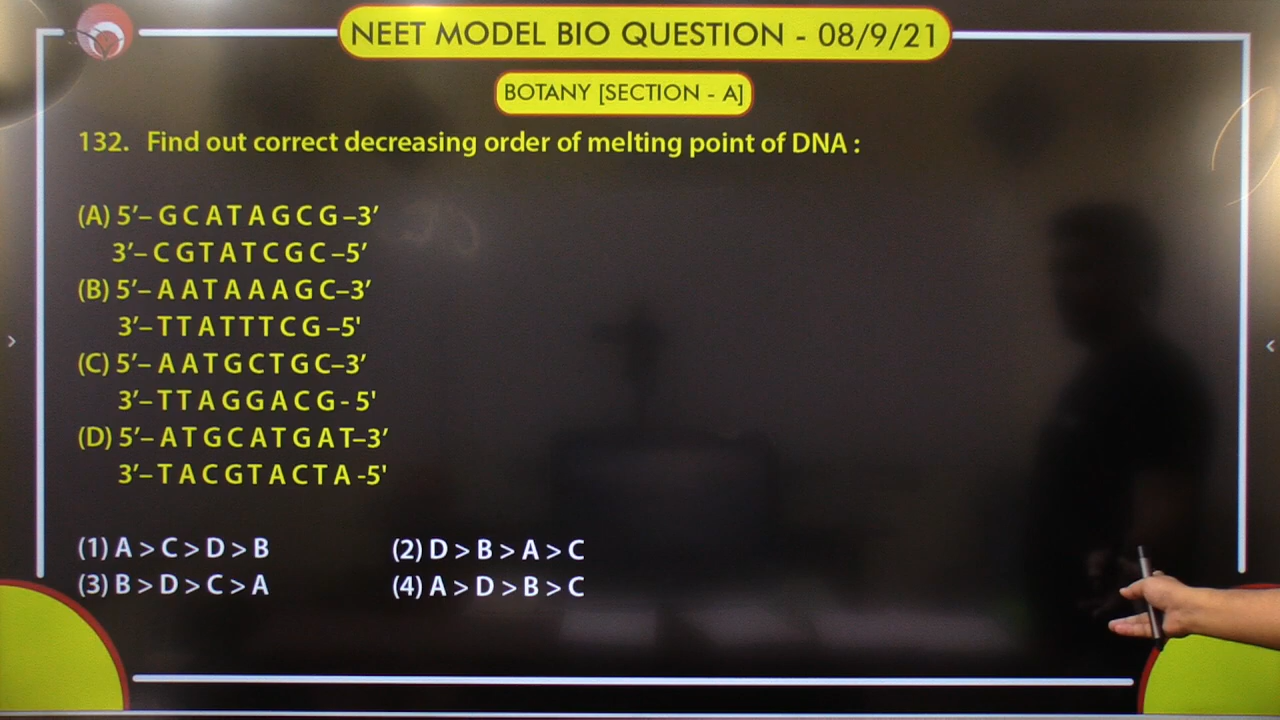 NEET MODEL BIO QUESTION - 08/9/21
BOTANY [SECTION - A]
132. Find out correct decreasing order of melting point of DNA :
(A) 5′– G C A T A G C G –3′
3′– C G T A T C G C –5′
(B) 5′– A A T A A A G C–3′
3′– T T A T T T C G –5'
(C) 5′– A A T G C T G C–3′
3′– T T A G G A C G - 5'
(D) 5′– A T G C A T G A T–3′
3′– T A C G T A C T A -5'
(1) A > C > D > B (2) D > B > A > C
(3) B > D > C > A (4) A > D > B > C